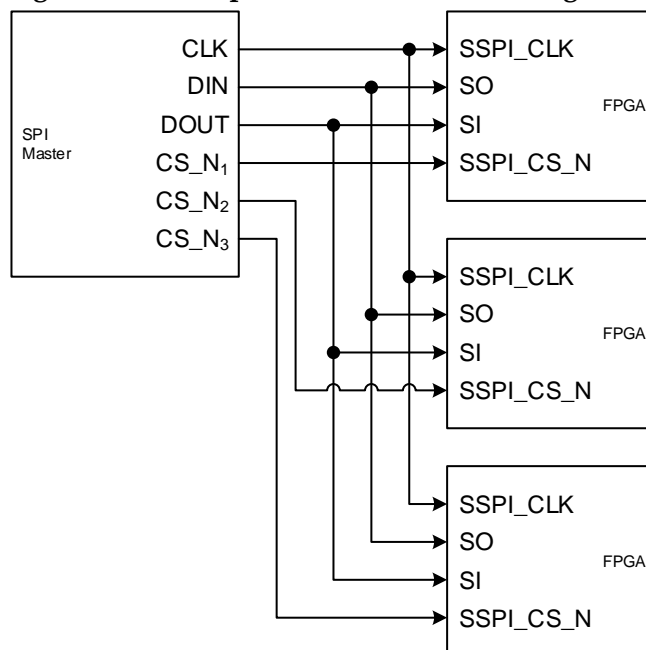 CLK
DIN
DOUT
CS_N1
CS_N2
CS_N3
SPI
Master
SSPI_CLK
SO
SI
SSPI_CS_N
FPGA
SSPI_CLK
SO
SI
SSPI_CS_N
FPGA
SSPI_CLK
SO
SI
SSPI_CS_N
FPGA